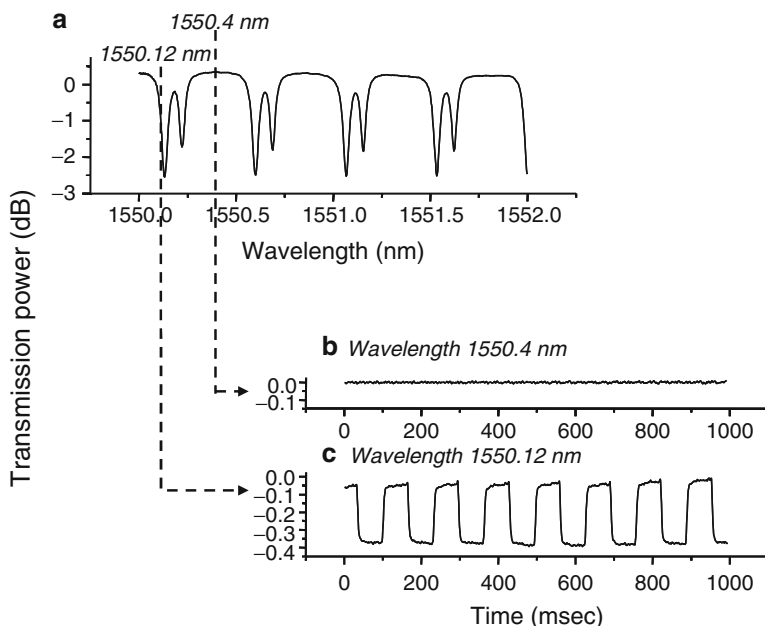 a
1550.4 nm
1550.12 nm
0
−1
−2
−3
1550.0 1550.5 1551.0 1551.5 1552.0
Wavelength (nm)
Transmission power (dB)
b Wavelength 1550.4 nm
0.0
−0.1
0 200 400 600 800 1000
c Wavelength 1550.12 nm
0.0
−0.1
−0.2
−0.3
−0.4
0 200 400 600 800 1000
Time (msec)